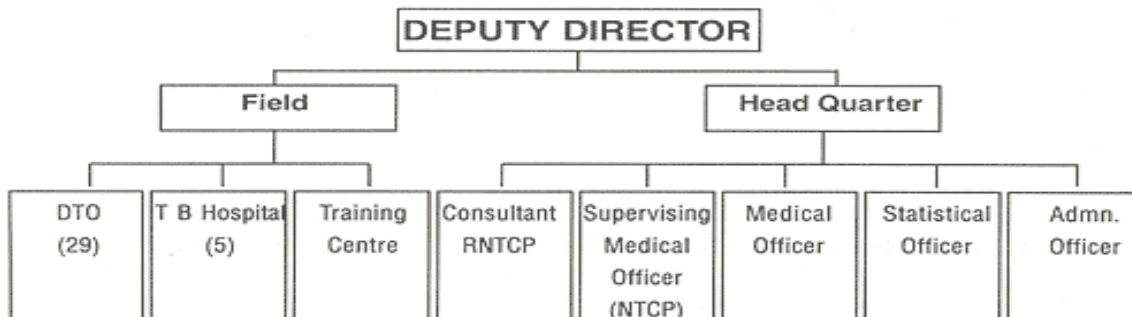 DEPUTY DIRECTOR
Field
Head Quarter
DTO
(29)
T B Hospital
(5)
Training
Centre
Consultant
RNTCP
Supervising
Medical
Officer
(NTCP)
Medical
Officer
Statistical
Officer
Admn.
Officer